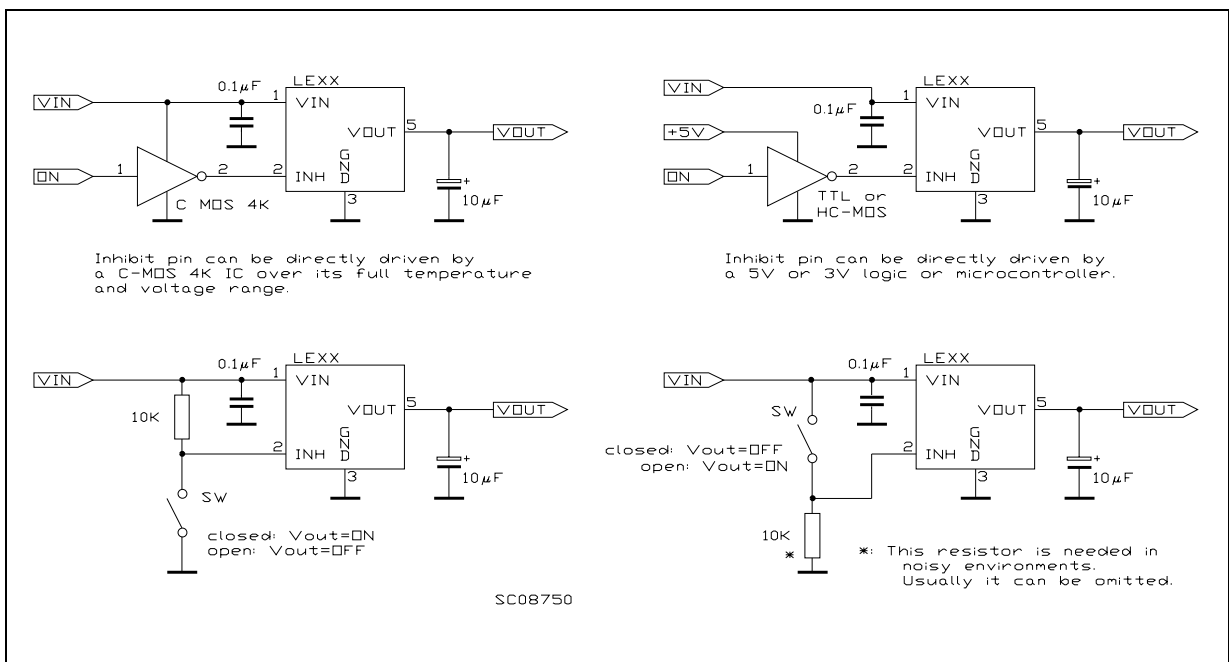 LEXX
0.1µF
VIN
1
VIN
VOUT
5
VOUT
ON
1
2
2
INH
GND
+
10µF
C MOS 4K
3
Inhibit pin can be directly driven by
a C-MOS 4K IC over its full temperature
and voltage range.
LEXX
VIN
0.1µF
1
VIN
+5V
VOUT
5
VOUT
ON
1
2
2
INH
GND
+
10µF
TTL or
HC-MOS
3
Inhibit pin can be directly driven by
a 5V or 3V logic or microcontroller.
LEXX
0.1µF
VIN
1
VIN
10K
VOUT
5
VOUT
2
INH
GND
+
10µF
3
SW
closed: Vout=ON
open: Vout=OFF
SC08750
LEXX
0.1µF
VIN
1
VIN
SW
VOUT
5
VOUT
closed: Vout=OFF
open: Vout=ON
2
INH
GND
+
10µF
3
10K
*
*: This resistor is needed in
noisy environments.
Usually it can be omitted.